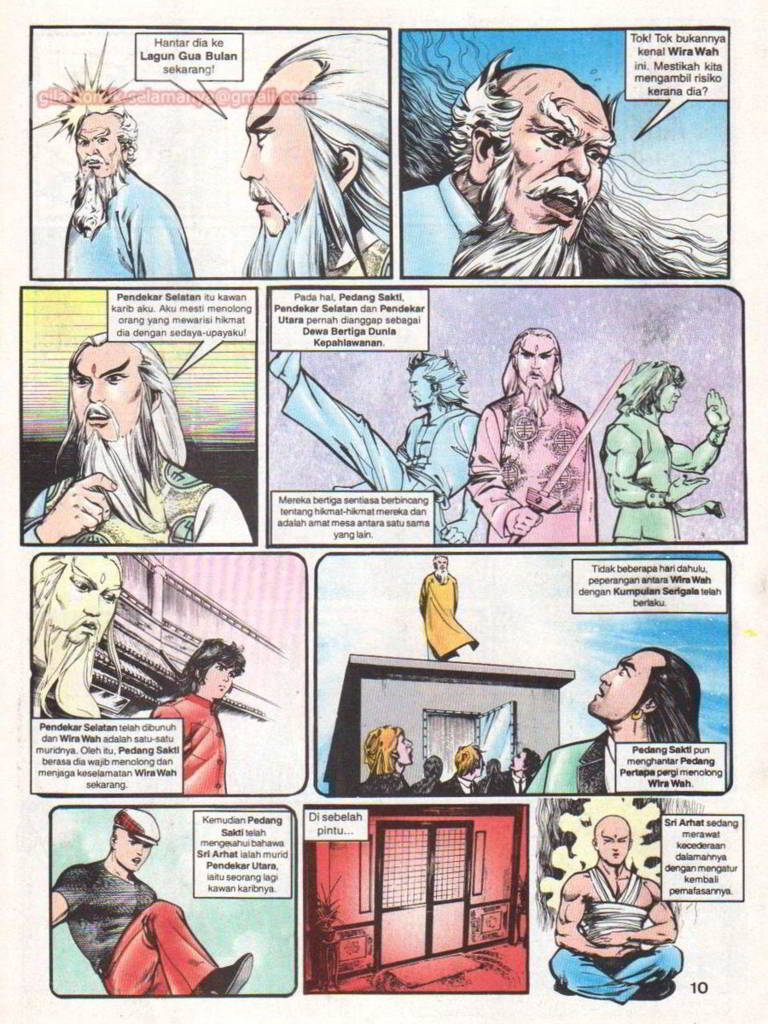 Hantar dia ke
Lagun Gua Bulan
sekarang!
Tok! Tok bukannya
kenal Wira Wah
ini. Mestikah kita
mengambil risiko
kerana dia?
Pendekar Selatan itu kawan
karib aku. Aku mesti menolong
orang yang mewarisi hikmat
dia dengan sedaya-upayaku!
Pada hal, Pedang Sakti,
Pendekar Selatan dan Pendekar
Utara pernah dianggap sebagai
Dewa Bertiga Dunia
Kepahlawanan.
Mereka bertiga sentiasa berbincang
tentang hikmat-hikmat mereka dan
adalah amat mesa antara satu sama
yang lain.
Pendekar Selatan telah dibunuh
dan Wira Wah adalah satu-satu
muridnya. Oleh itu, Pedang Sakti
berasa dia wajib menolong dan
menjaga keselamatan Wira Wah
sekarang.
Tidak beberapa hari dahulu,
peperangan antara Wira Wah
dengan Kumpulan Serigala telah
berlaku.
Pedang Sakti pun
menghantar Pedang
Pertapa pergi menolong
Wira Wah.
Kemudian Pedang
Sakti telah
mengetahui bahawa
Sri Arhat ialah murid
Pendekar Utara,
iaitu seorang lagi
kawan karibnya.
Di sebelah
pintu...
Sri Arhat sedang
merawat
kecederaan
dalamannya
dengan mengatur
kembali
pernafasannya.
10